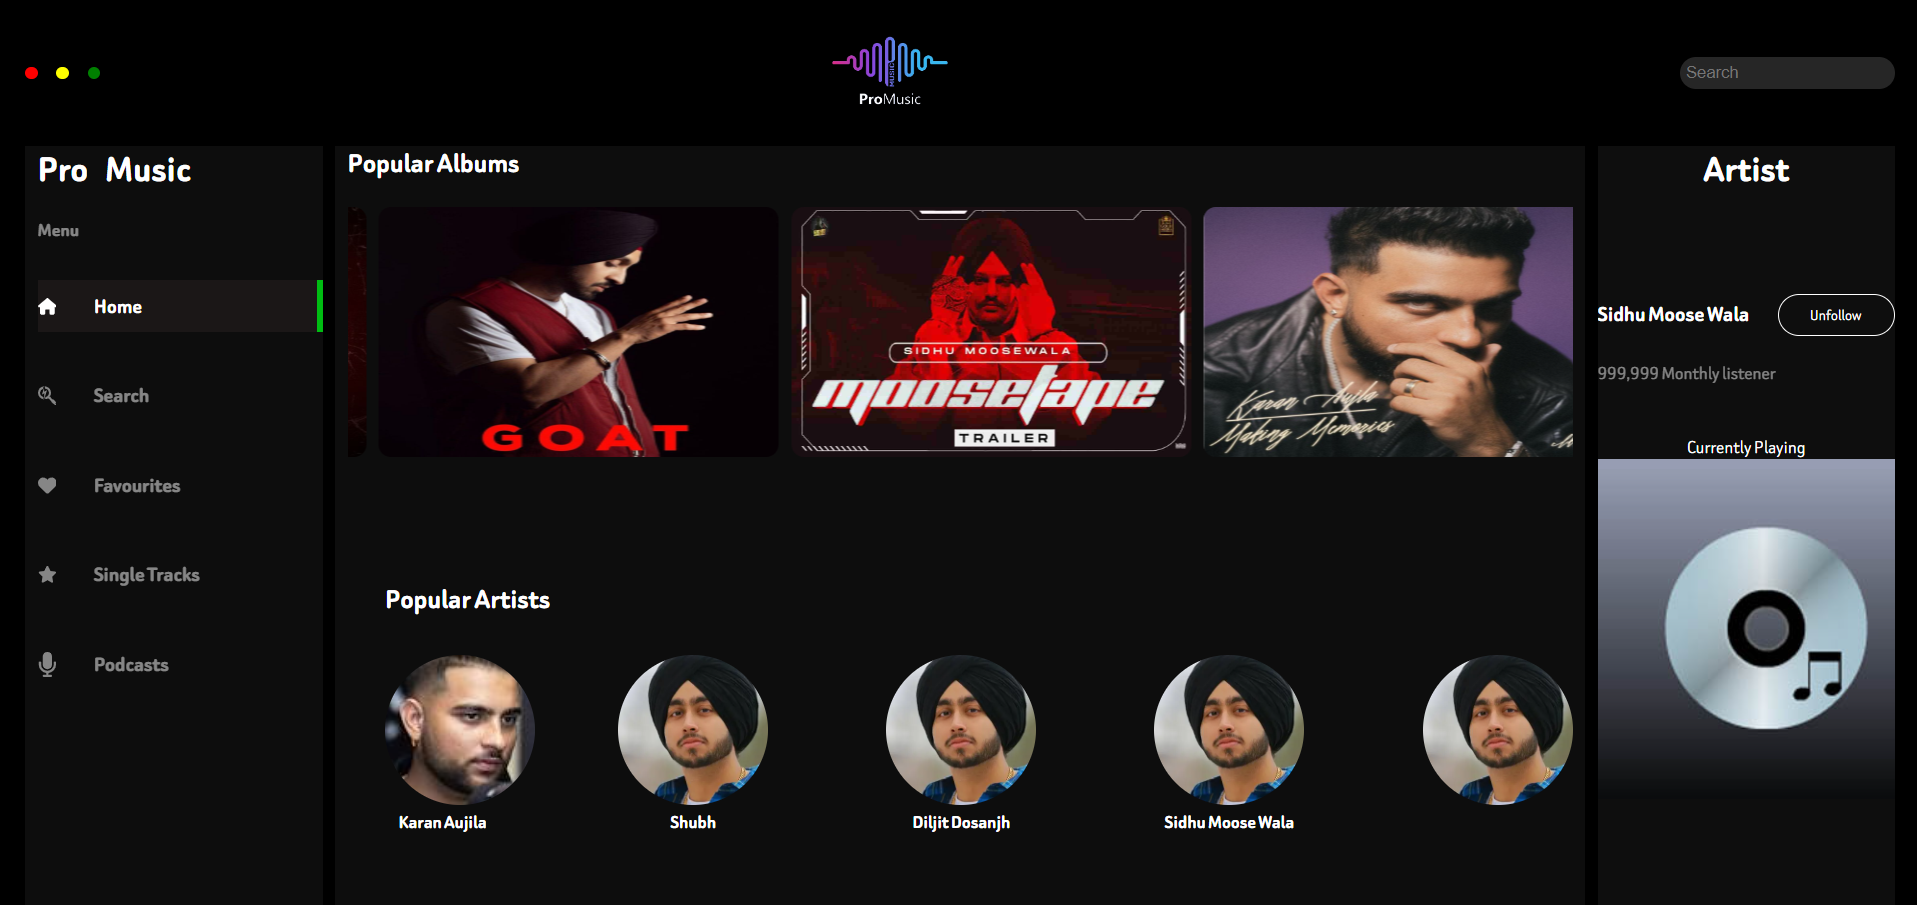 MUSIC
ProMusic
Search
Pro Music
Menu
Home
Search
Favourites
Single Tracks
Podcasts
Popular Albums
GOAT
SIDHU MOOSEWALA
moosetape
TRAILER
Karan Aujla
Making Memories
Popular Artists
Karan Aujila
Shubh
Diljit Dosanjh
Sidhu Moose Wala
Artist
Sidhu Moose Wala
Unfollow
999,999 Monthly listener
Currently Playing